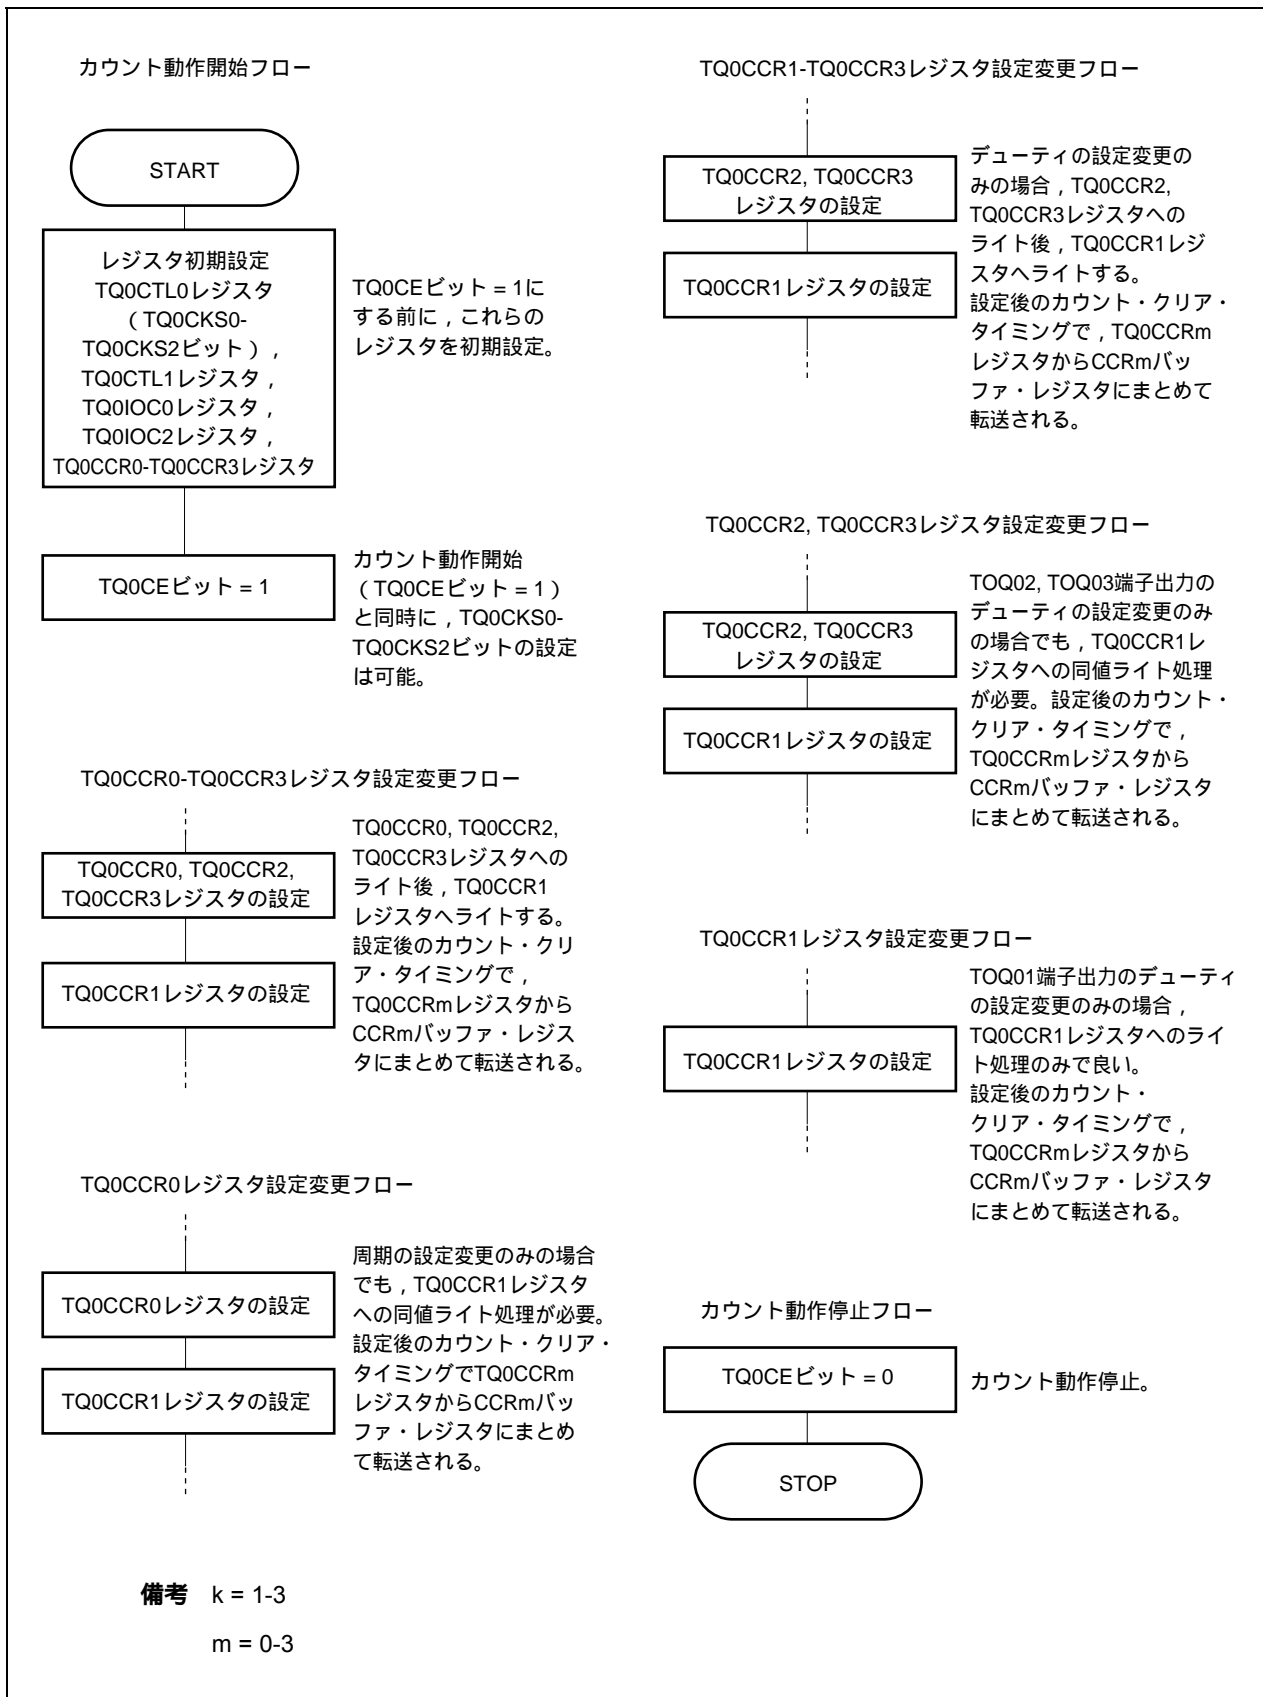 カウント動作開始フロー
START
レジスタ初期設定
TQ0CTL0レジスタ
（TQ0CKS0-
TQ0CKS2ビット），
TQ0CTL1レジスタ，
TQ0IOC0レジスタ，
TQ0IOC2レジスタ，
TQ0CCR0-TQ0CCR3レジスタ
TQ0CEビット = 1に
する前に，これらの
レジスタを初期設定。
TQ0CEビット = 1
カウント動作開始
（TQ0CEビット = 1）
と同時に，TQ0CKS0-
TQ0CKS2ビットの設定
は可能。
TQ0CCR0-TQ0CCR3レジスタ設定変更フロー
TQ0CCR0, TQ0CCR2,
TQ0CCR3レジスタの設定
TQ0CCR1レジスタの設定
TQ0CCR0, TQ0CCR2,
TQ0CCR3レジスタへの
ライト後，TQ0CCR1
レジスタへライトする。
設定後のカウント・クリ
ア・タイミングで，
TQ0CCRmレジスタから
CCRmバッファ・レジス
タにまとめて転送される。
TQ0CCR0レジスタ設定変更フロー
TQ0CCR0レジスタの設定
TQ0CCR1レジスタの設定
周期の設定変更のみの場合
でも，TQ0CCR1レジスタ
への同値ライト処理が必要。
設定後のカウント・クリア・
タイミングでTQ0CCRm
レジスタからCCRmバッ
ファ・レジスタにまとめ
て転送される。
TQ0CCR1-TQ0CCR3レジスタ設定変更フロー
TQ0CCR2, TQ0CCR3
レジスタの設定
TQ0CCR1レジスタの設定
デューティの設定変更の
みの場合，TQ0CCR2,
TQ0CCR3レジスタへの
ライト後，TQ0CCR1レジ
スタへライトする。
設定後のカウント・クリア・
タイミングで，TQ0CCRm
レジスタからCCRmバッ
ファ・レジスタにまとめて
転送される。
TQ0CCR2, TQ0CCR3レジスタ設定変更フロー
TQ0CCR2, TQ0CCR3
レジスタの設定
TQ0CCR1レジスタの設定
TOQ02, TOQ03端子出力の
デューティの設定変更のみ
の場合でも，TQ0CCR1レ
ジスタへの同値ライト処理
が必要。設定後のカウント・
クリア・タイミングで，
TQ0CCRmレジスタから
CCRmバッファ・レジスタ
にまとめて転送される。
TQ0CCR1レジスタ設定変更フロー
TQ0CCR1レジスタの設定
TOQ01端子出力のデューティ
の設定変更のみの場合，
TQ0CCR1レジスタへのライ
ト処理のみで良い。
設定後のカウント・
クリア・タイミングで，
TQ0CCRmレジスタから
CCRmバッファ・レジスタ
にまとめて転送される。
カウント動作停止フロー
TQ0CEビット = 0
カウント動作停止。
STOP
備考 k = 1-3
m = 0-3